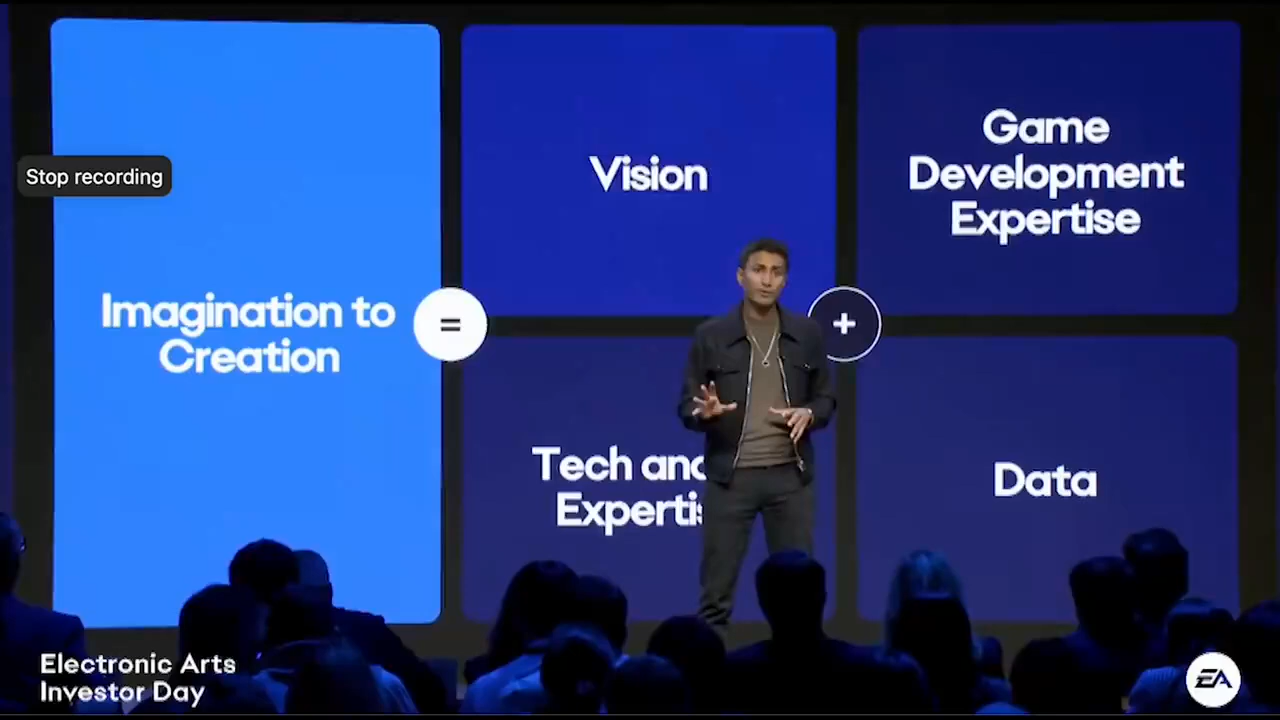 Stop recording
Imagination to
Creation
=
Vision
Game
Development
Expertise
+
Tech and
Expertis
Data
Electronic Arts
Investor Day
EA